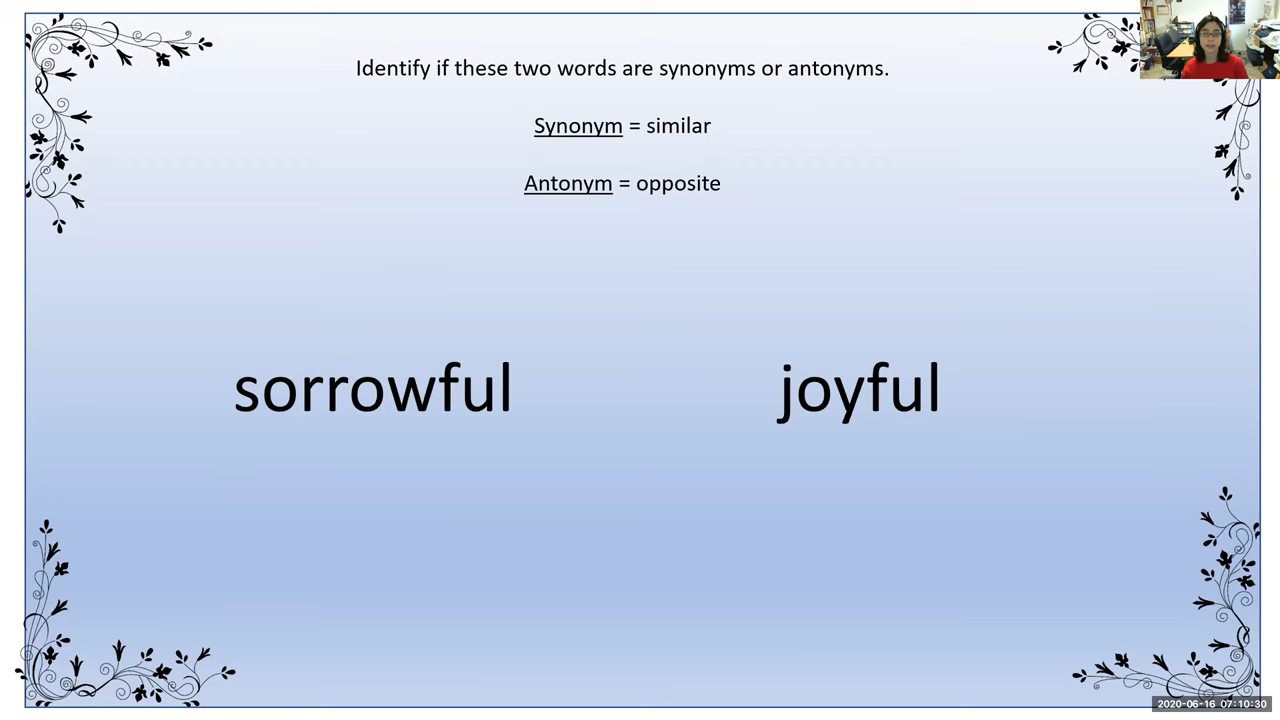 Identify if these two words are synonyms or antonyms.
Synonym = similar
Antonym = opposite
sorrowful joyful
2020-06-16 07:10:30